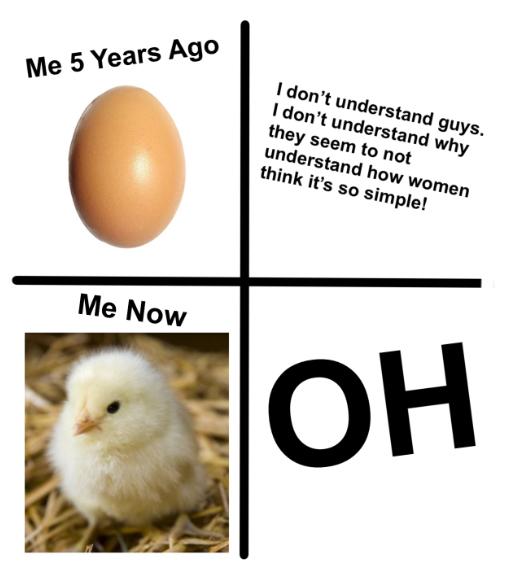 Me 5 Years Ago
I don't understand guys.
I don't understand why
they seem to not
understand how women
think it's so simple!
Me Now
OH